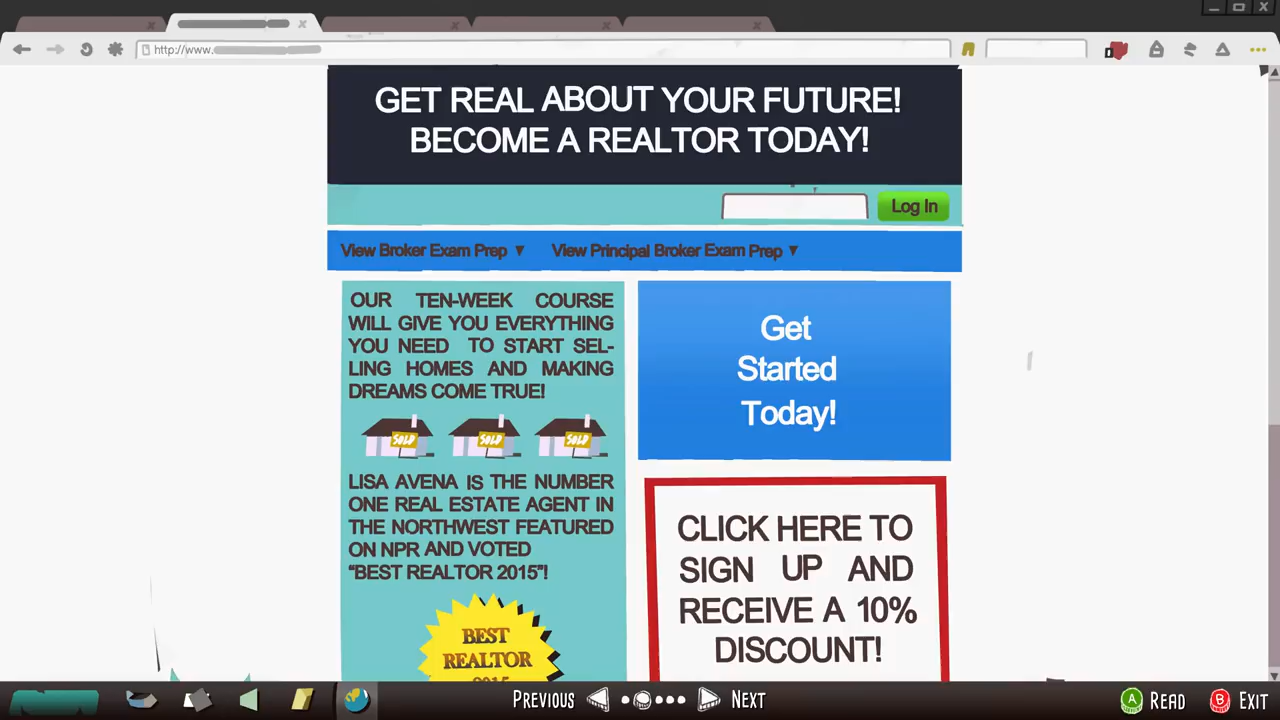 http://www.
GET REAL ABOUT YOUR FUTURE!
BECOME A REALTOR TODAY!
Log In
View Broker Exam Prep ▼ View Principal Broker Exam Prep ▼
OUR TEN-WEEK COURSE
WILL GIVE YOU EVERYTHING
YOU NEED TO START SEL-
LING HOMES AND MAKING
DREAMS COME TRUE!
SOLD SOLD SOLD
LISA AVENA IS THE NUMBER
ONE REAL ESTATE AGENT IN
THE NORTHWEST FEATURED
ON NPR AND VOTED
“BEST REALTOR 2015”!
BEST
REALTOR
2015
Get
Started
Today!
CLICK HERE TO
SIGN UP AND
RECEIVE A 10%
DISCOUNT!
PREVIOUS NEXT
A READ B EXIT